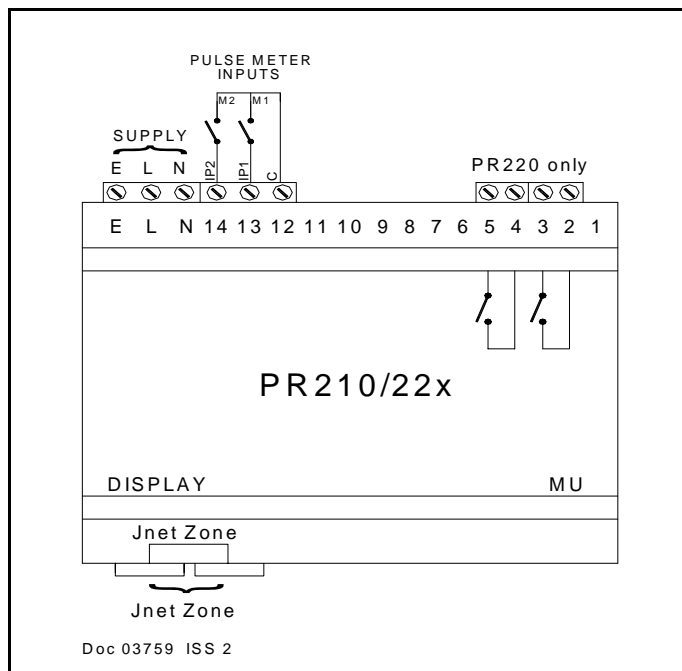 PULSE METER
INPUTS
M2 M1
SUPPLY
E L N IP2 IP1 C PR220 only
E L N 14 13 12 11 10 9 8 7 6 5 4 3 2 1
PR210/22x
DISPLAY MU
Jnet Zone
Jnet Zone
Doc 03759 ISS 2